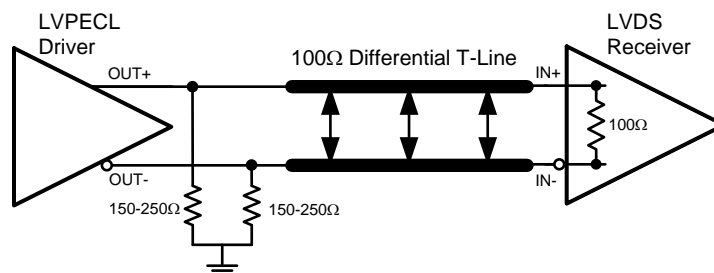 LVPECL
Driver
LVDS
Receiver
100Ω Differential T-Line
OUT+
IN+
100Ω
OUT-
IN-
150-250Ω
150-250Ω